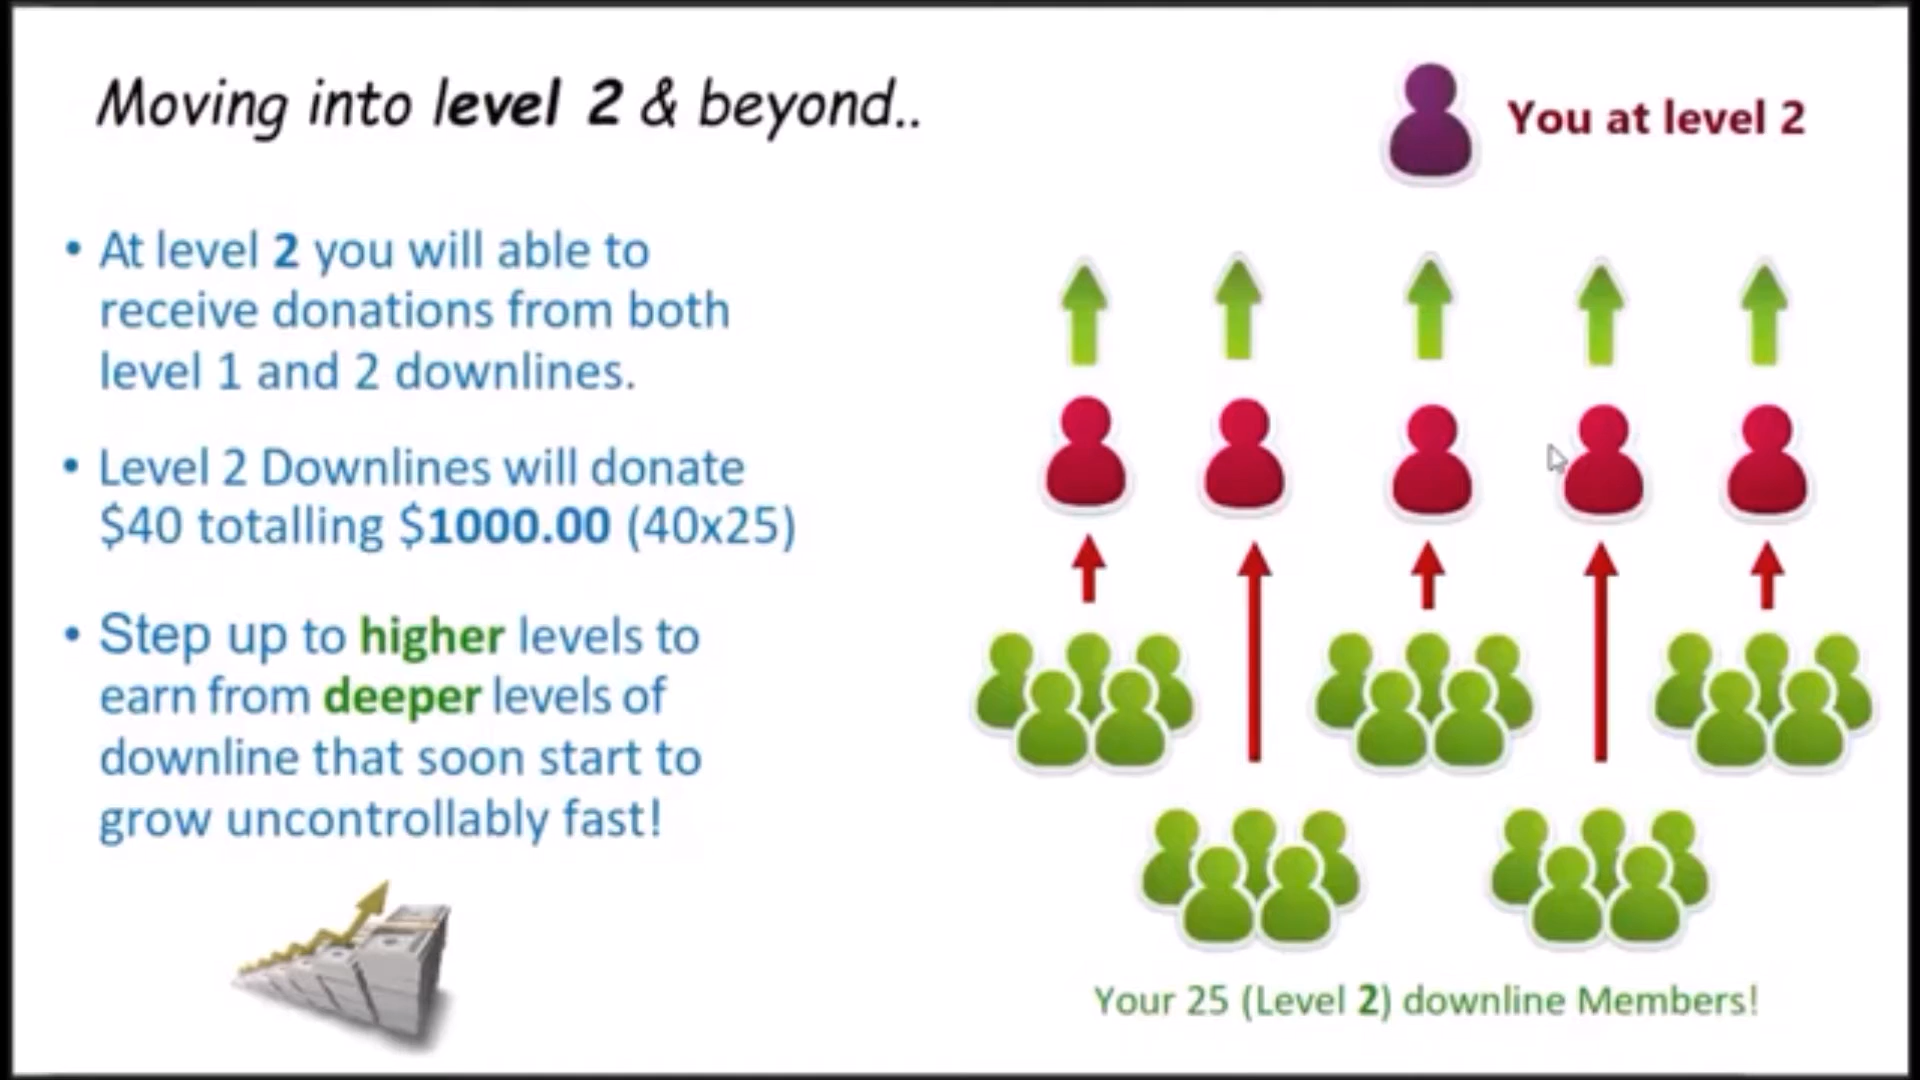 Moving into level 2 & beyond..
You at level 2
• At level 2 you will able to
receive donations from both
level 1 and 2 downlines.
• Level 2 Downlines will donate
$40 totalling $1000.00 (40x25)
• Step up to higher levels to
earn from deeper levels of
downline that soon start to
grow uncontrollably fast!
Your 25 (Level 2) downline Members!